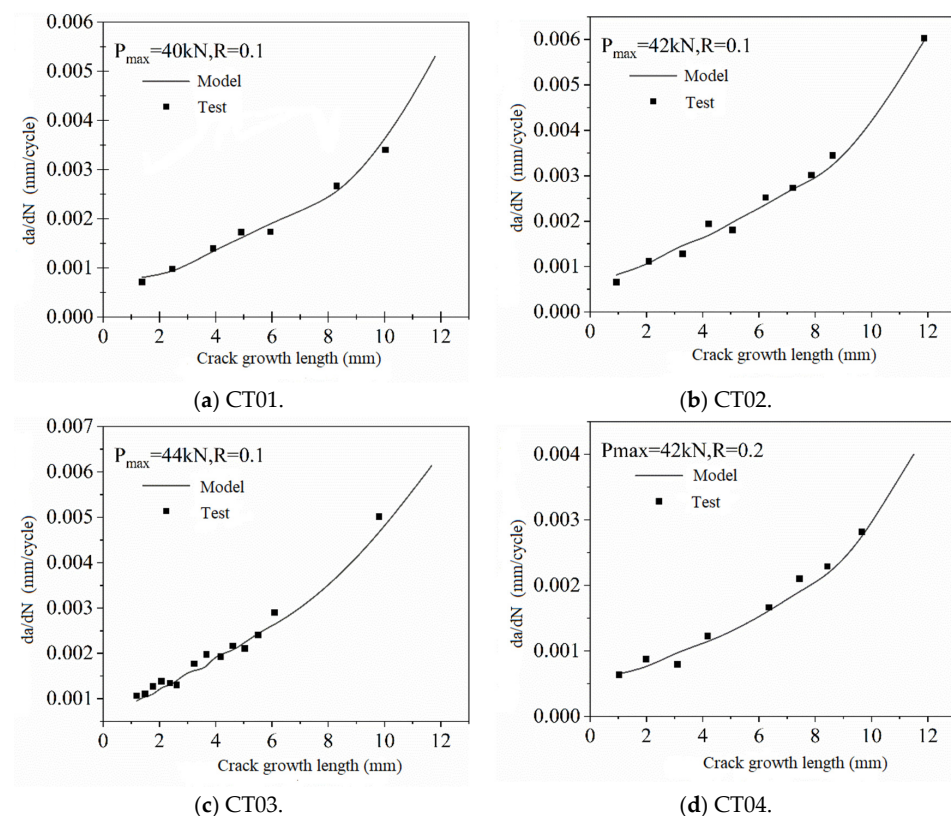 0.006
0.005
0.004
0.003
0.002
0.001
0.000
da/dN (mm/cycle)
Pmax=40kN,R=0.1
Model
Test
0 2 4 6 8 10 12
Crack growth length (mm)
(a) CT01.
0.006
0.005
0.004
0.003
0.002
0.001
0.000
da/dN (mm/cycle)
Pmax=42kN,R=0.1
Model
Test
0 2 4 6 8 10 12
Crack growth length (mm)
(b) CT02.
0.007
0.006
0.005
0.004
0.003
0.002
0.001
da/dN (mm/cycle)
Pmax=44kN,R=0.1
Model
Test
0 2 4 6 8 10 12
Crack growth length (mm)
(c) CT03.
0.004
0.003
0.002
0.001
0.000
da/dN (mm/cycle)
Pmax=42kN,R=0.2
Model
Test
0 2 4 6 8 10 12
Crack growth length (mm)
(d) CT04.